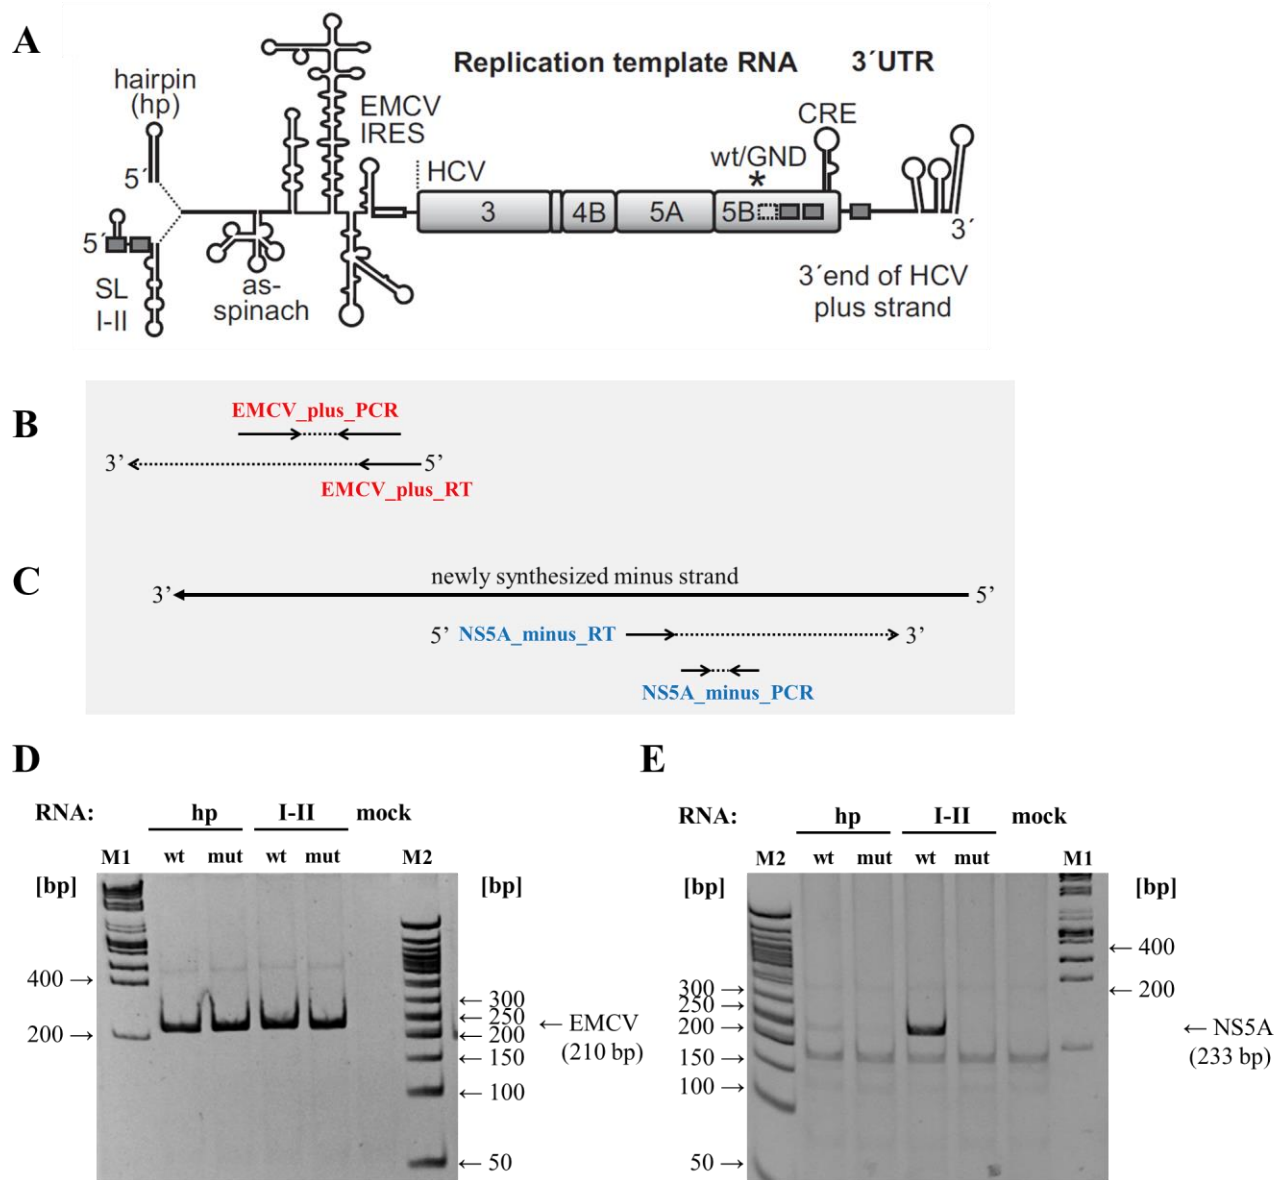 A
Replication template RNA 3´UTR
hairpin
(hp)
EMCV
IRES
CRE
wt/GND
*
5´
HCV
3 4B 5A 5B
5´
3´
SL
I-II
as-
spinach
3´end of HCV
plus strand
B
EMCV_plus_PCR
3’ 5’
EMCV_plus_RT
C
newly synthesized minus strand
3’ 5’
5’ NS5A_minus_RT 3’
NS5A_minus_PCR
D
RNA: hp I-II mock
M1 wt mut wt mut M2
[bp] [bp]
400 →
← 300
← 250
200 → ← 200
← EMCV
(210 bp)
← 150
← 100
← 50
E
RNA: hp I-II mock
M2 wt mut wt mut M1
[bp] [bp]
← 400
300 → ← 200
250 →
200 → ← NS5A
(233 bp)
150 →
100 →
50 →